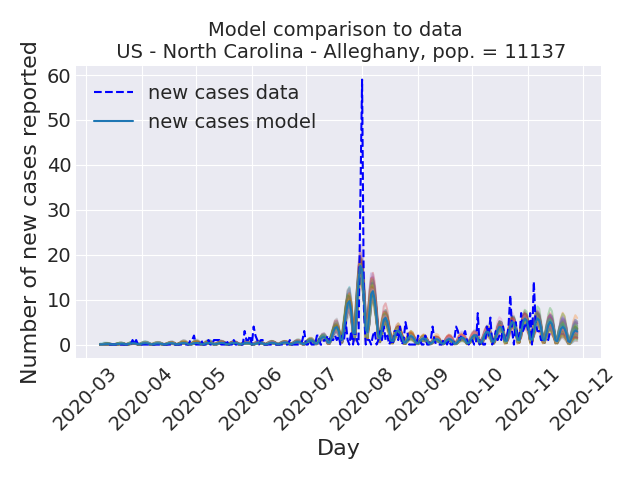 Model comparison to data
US - North Carolina - Alleghany, pop. = 11137
Number of new cases reported
60
50
40
30
20
10
0
new cases data
new cases model
2020-03
2020-04
2020-05
2020-06
2020-07
2020-08
2020-09
2020-10
2020-11
2020-12
Day